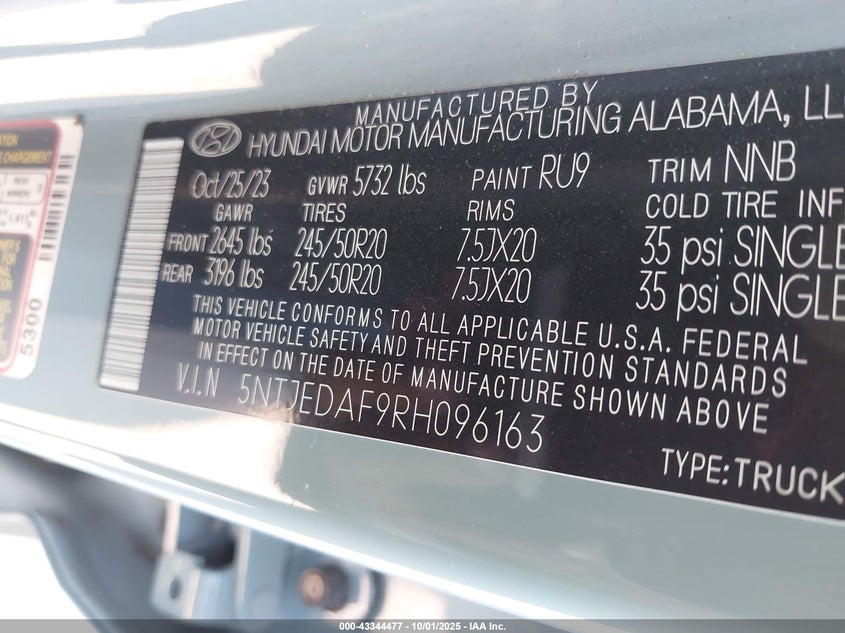 MANUFACTURED BY
HYUNDAI MOTOR MANUFACTURING ALABAMA, LLC
Oct/25/23 GVWR 5732 lbs PAINT RU9 TRIM NNB
GAWR TIRES RIMS COLD TIRE INF
FRONT 2645 lbs 245/50R20 7.5JX20 35 psi SINGLE
REAR 3196 lbs 245/50R20 7.5JX20 35 psi SINGLE
THIS VEHICLE CONFORMS TO ALL APPLICABLE U.S.A. FEDERAL
MOTOR VEHICLE SAFETY AND THEFT PREVENTION STANDARDS
IN EFFECT ON THE DATE OF MANUFACTURE SHOWN ABOVE
V.I.N 5NTJEDAF9RH096163
TYPE:TRUCK
5300
000-43344477 - 10/01/2025 - IAA Inc.